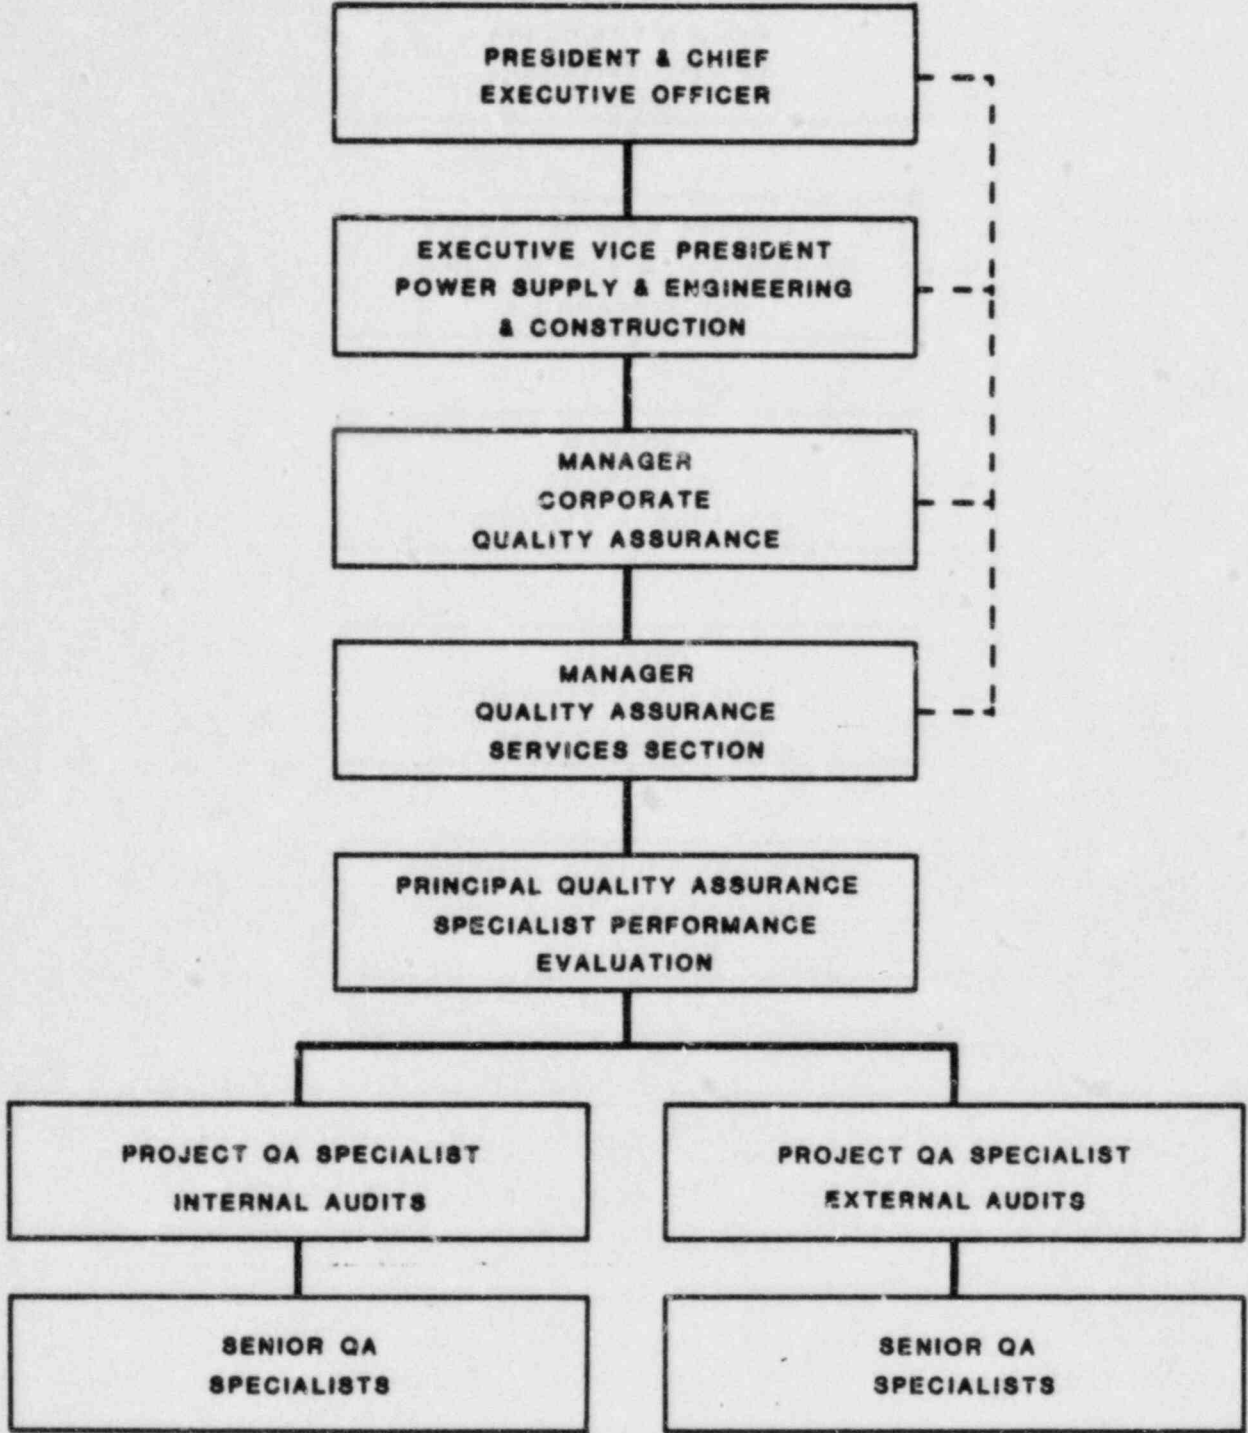 PRESIDENT & CHIEF
EXECUTIVE OFFICER
EXECUTIVE VICE PRESIDENT
POWER SUPPLY & ENGINEERING
& CONSTRUCTION
MANAGER
CORPORATE
QUALITY ASSURANCE
MANAGER
QUALITY ASSURANCE
SERVICES SECTION
PRINCIPAL QUALITY ASSURANCE
SPECIALIST PERFORMANCE
EVALUATION
PROJECT QA SPECIALIST
INTERNAL AUDITS
PROJECT QA SPECIALIST
EXTERNAL AUDITS
SENIOR QA
SPECIALISTS
SENIOR QA
SPECIALISTS